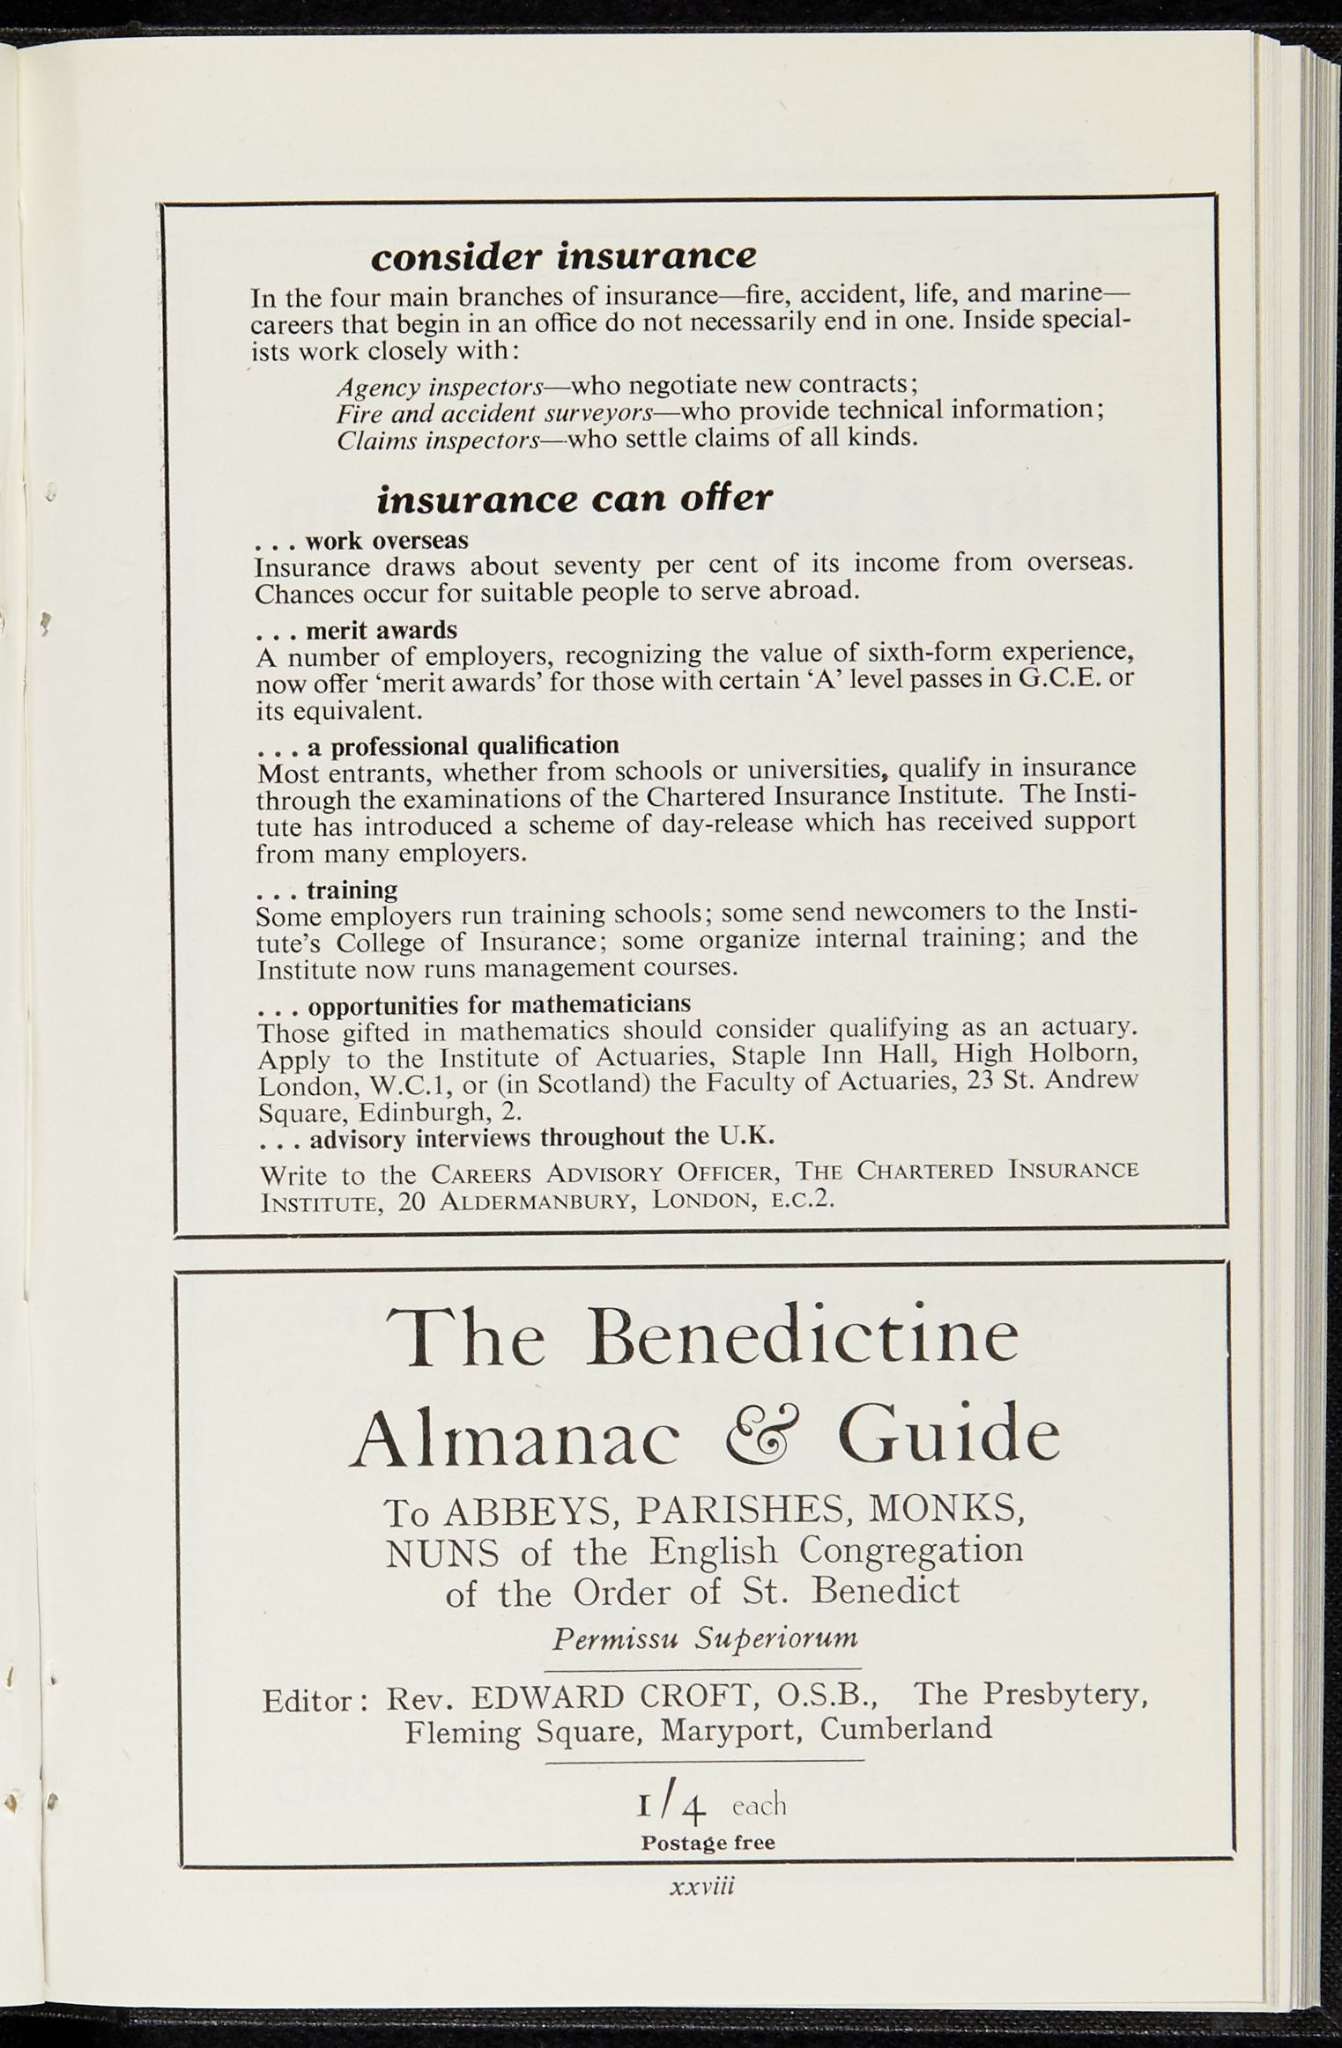 consider insurance
In the four main branches of insurance—fire, accident, life, and marine—
careers that begin in an office do not necessarily end in one. Inside special-
ists work closely with:
Agency inspectors—who negotiate new contracts;
Fire and accident surveyors—who provide technical information;
Claims inspectors—who settle claims of all kinds.
insurance can offer
. . . work overseas
Insurance draws about seventy per cent of its income from overseas.
Chances occur for suitable people to serve abroad.
. . . merit awards
A number of employers, recognizing the value of sixth-form experience,
now offer ‘merit awards’ for those with certain ‘A’ level passes in G.C.E. or
its equivalent.
. . . a professional qualification
Most entrants, whether from schools or universities, qualify in insurance
through the examinations of the Chartered Insurance Institute. The Insti-
tute has introduced a scheme of day-release which has received support
from many employers.
. . . training
Some employers run training schools; some send newcomers to the Insti-
tute’s College of Insurance; some organize internal training; and the
Institute now runs management courses.
. . . opportunities for mathematicians
Those gifted in mathematics should consider qualifying as an actuary.
Apply to the Institute of Actuaries, Staple Inn Hall, High Holborn,
London, W.C.1, or (in Scotland) the Faculty of Actuaries, 23 St. Andrew
Square, Edinburgh, 2.
. . . advisory interviews throughout the U.K.
Write to the CAREERS ADVISORY OFFICER, THE CHARTERED INSURANCE
INSTITUTE, 20 ALDERMANBURY, LONDON, E.C.2.
The Benedictine
Almanac & Guide
To ABBEYS, PARISHES, MONKS,
NUNS of the English Congregation
of the Order of St. Benedict
Permissu Superiorum
Editor: Rev. EDWARD CROFT, O.S.B., The Presbytery,
Fleming Square, Maryport, Cumberland
1/4 each
Postage free
xxviii